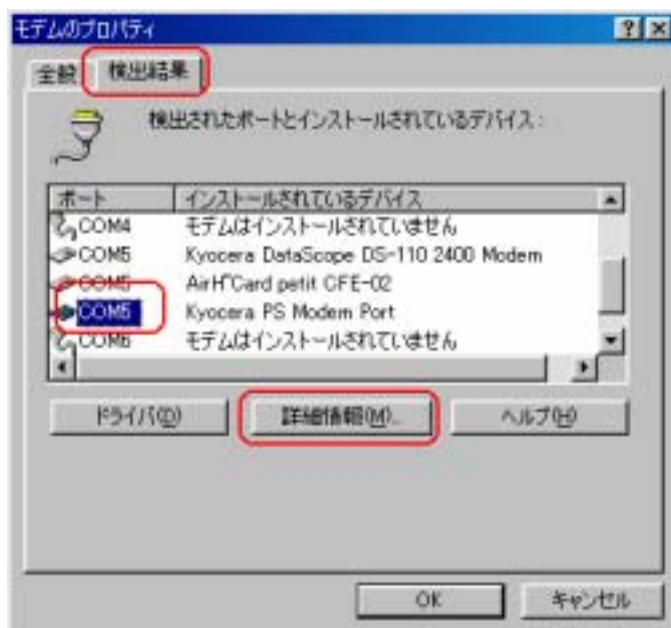 モデムのプロパティ
全般 検出結果
検出されたポートとインストールされているデバイス:
ポート インストールされているデバイス
COM4 モデムはインストールされていません
COM5 Kyocera DataScope DS-110 2400 Modem
COM5 AirH"Card petit CFE-02
COM5 Kyocera PS Modem Port
COM6 モデムはインストールされていません
ドライバ(D) 詳細情報(M)... ヘルプ(H)
OK キャンセル